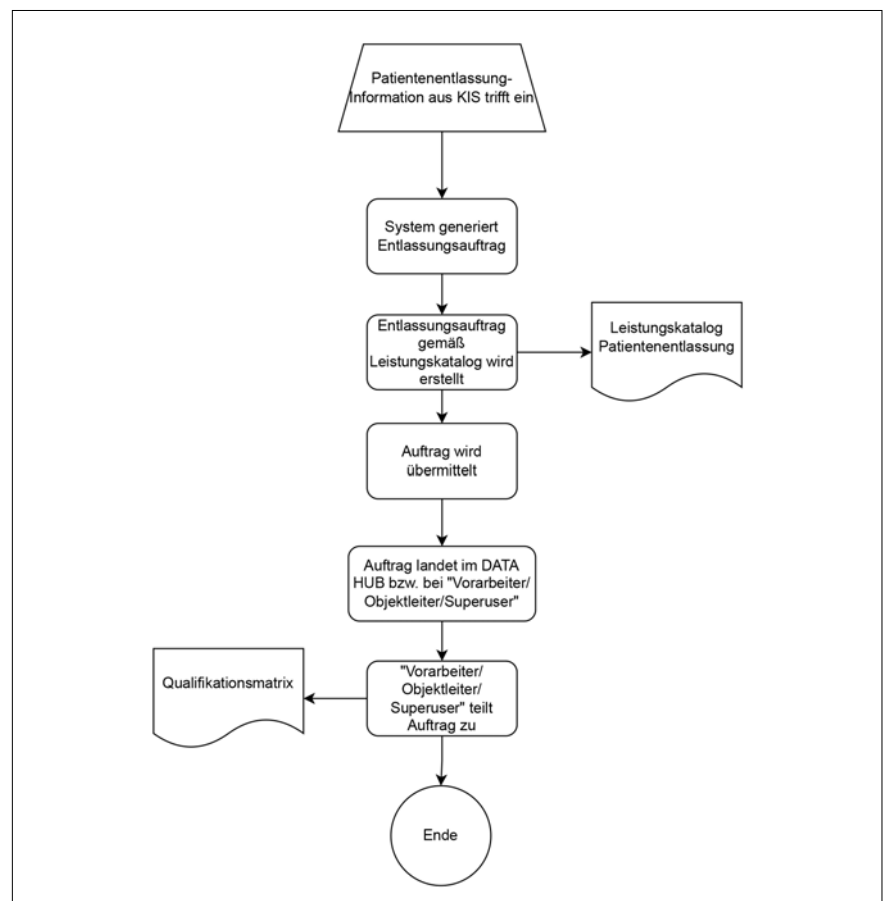 Patientenentlassung-
Information aus KIS trifft ein
System generiert
Entlassungsauftrag
Entlassungsauftrag
gemäß
Leistungskatalog wird
erstellt
Leistungskatalog
Patientenentlassung
Auftrag wird
übermittelt
Auftrag landet im DATA
HUB bzw. bei "Vorarbeiter/
Objektleiter/Superuser"
Qualifikationsmatrix
"Vorarbeiter/
Objektleiter/
Superuser" teilt
Auftrag zu
Ende